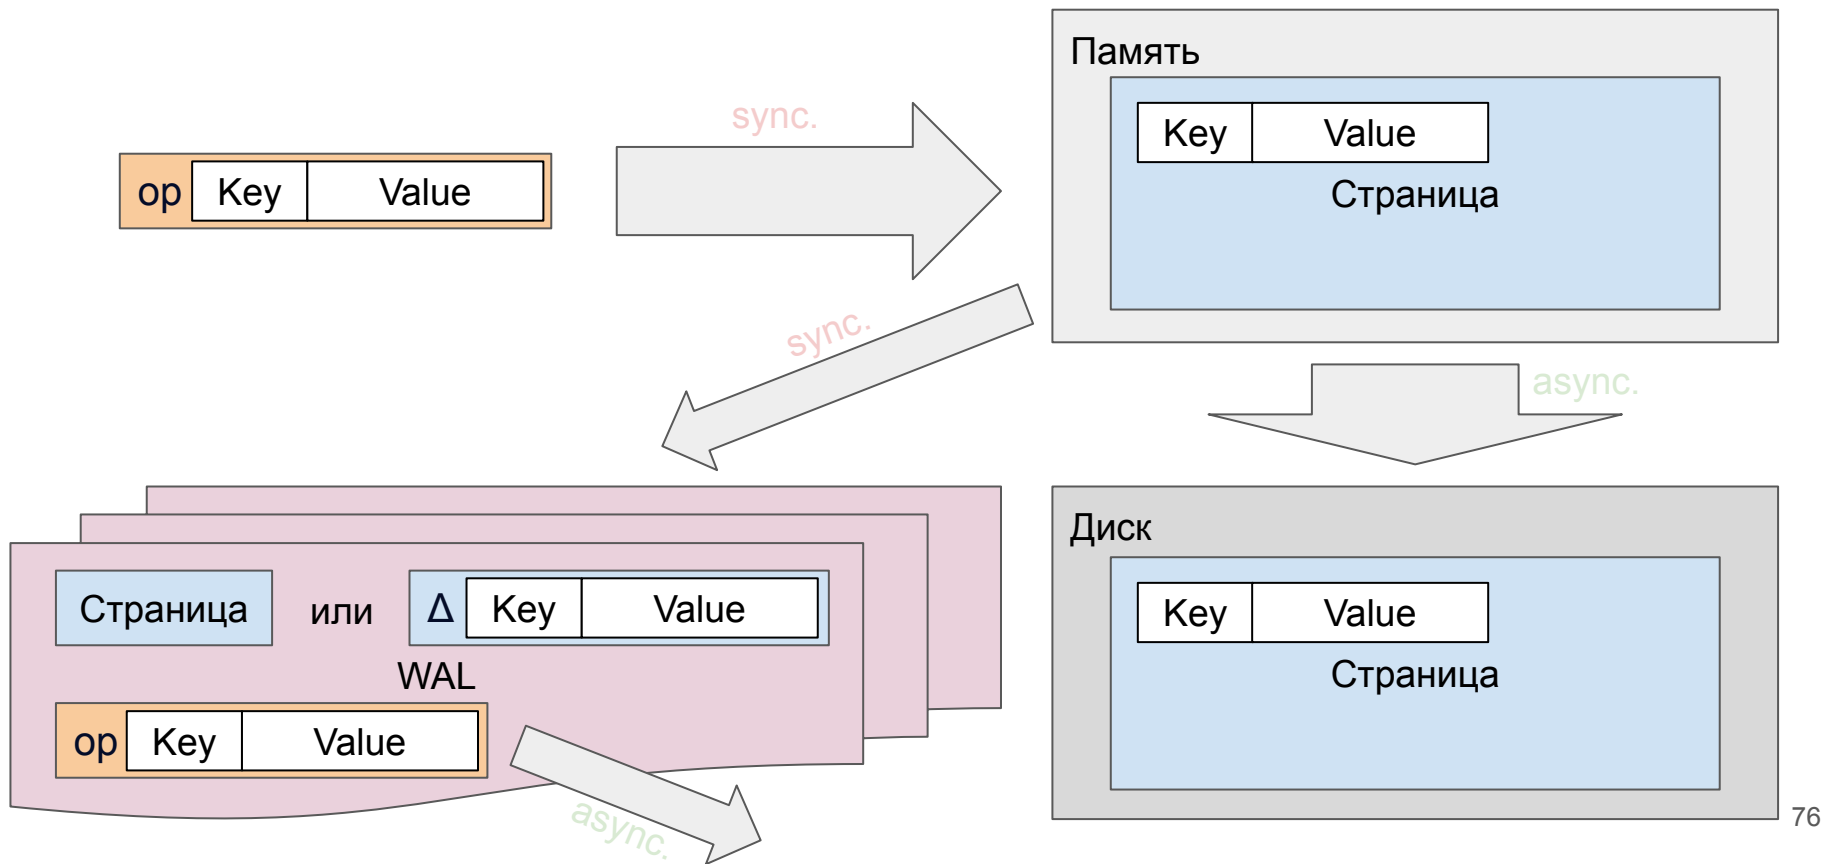 Память
sync.
Key Value
op Key Value
Страница
sync.
async.
Диск
Страница или Δ Key Value
Key Value
WAL
Страница
op Key Value
async.
76